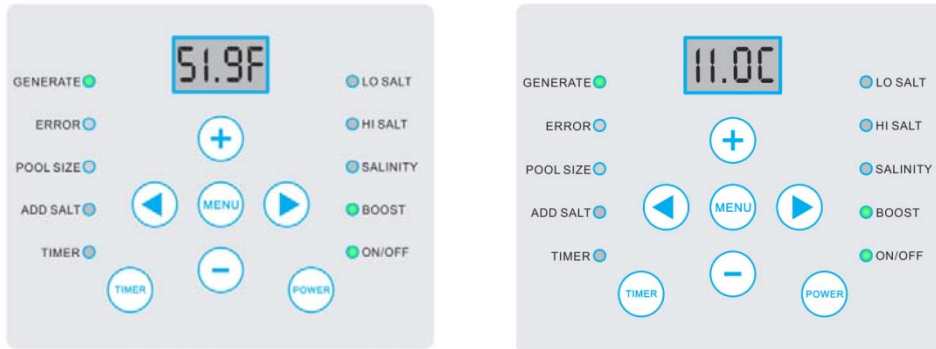 51.9F
GENERATE
LO SALT
ERROR
HI SALT
POOL SIZE
SALINITY
MENU
ADD SALT
BOOST
TIMER
ON/OFF
TIMER
POWER
11.0C
GENERATE
LO SALT
ERROR
HI SALT
POOL SIZE
SALINITY
MENU
ADD SALT
BOOST
TIMER
ON/OFF
TIMER
POWER